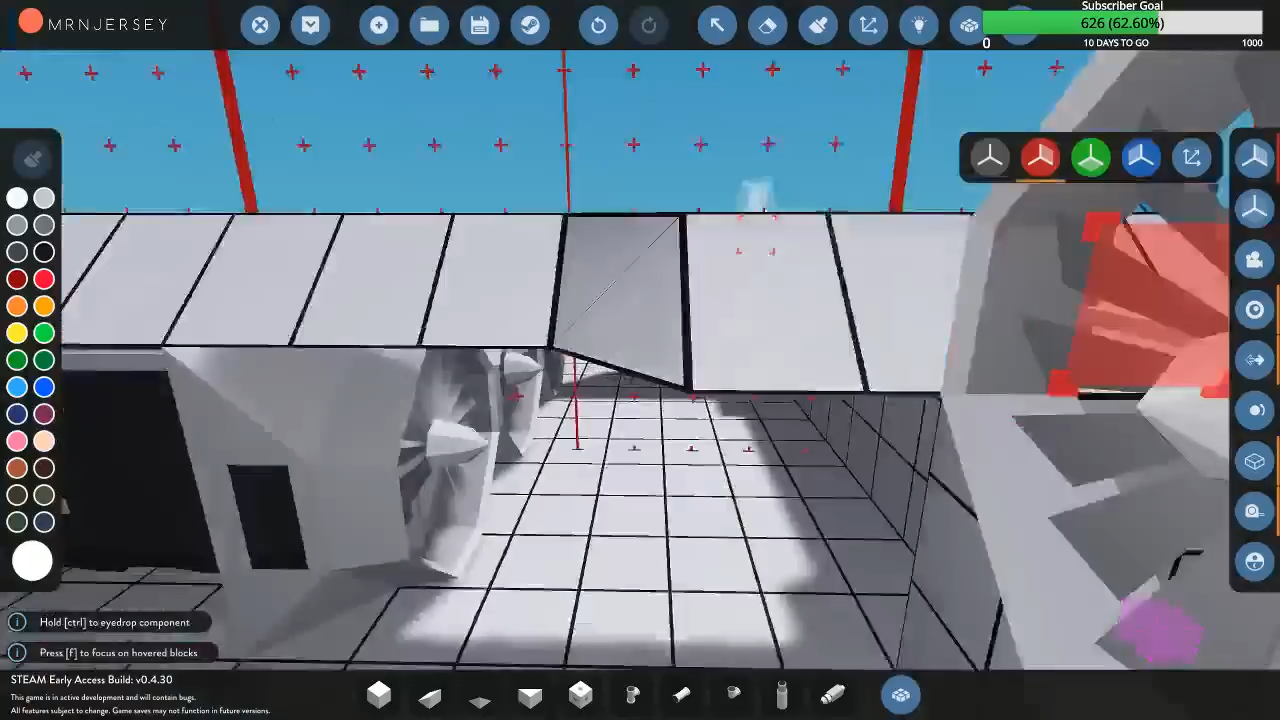 MRNJERSEY
Subscriber Goal
626 (62.60%)
0
10 DAYS TO GO
1000
Hold [ctrl] to eyedrop component
Press [f] to focus on hovered blocks
STEAM Early Access Build: v0.4.30
This game is in active development and will contain bugs.
All features subject to change. Game saves may not function in future versions.